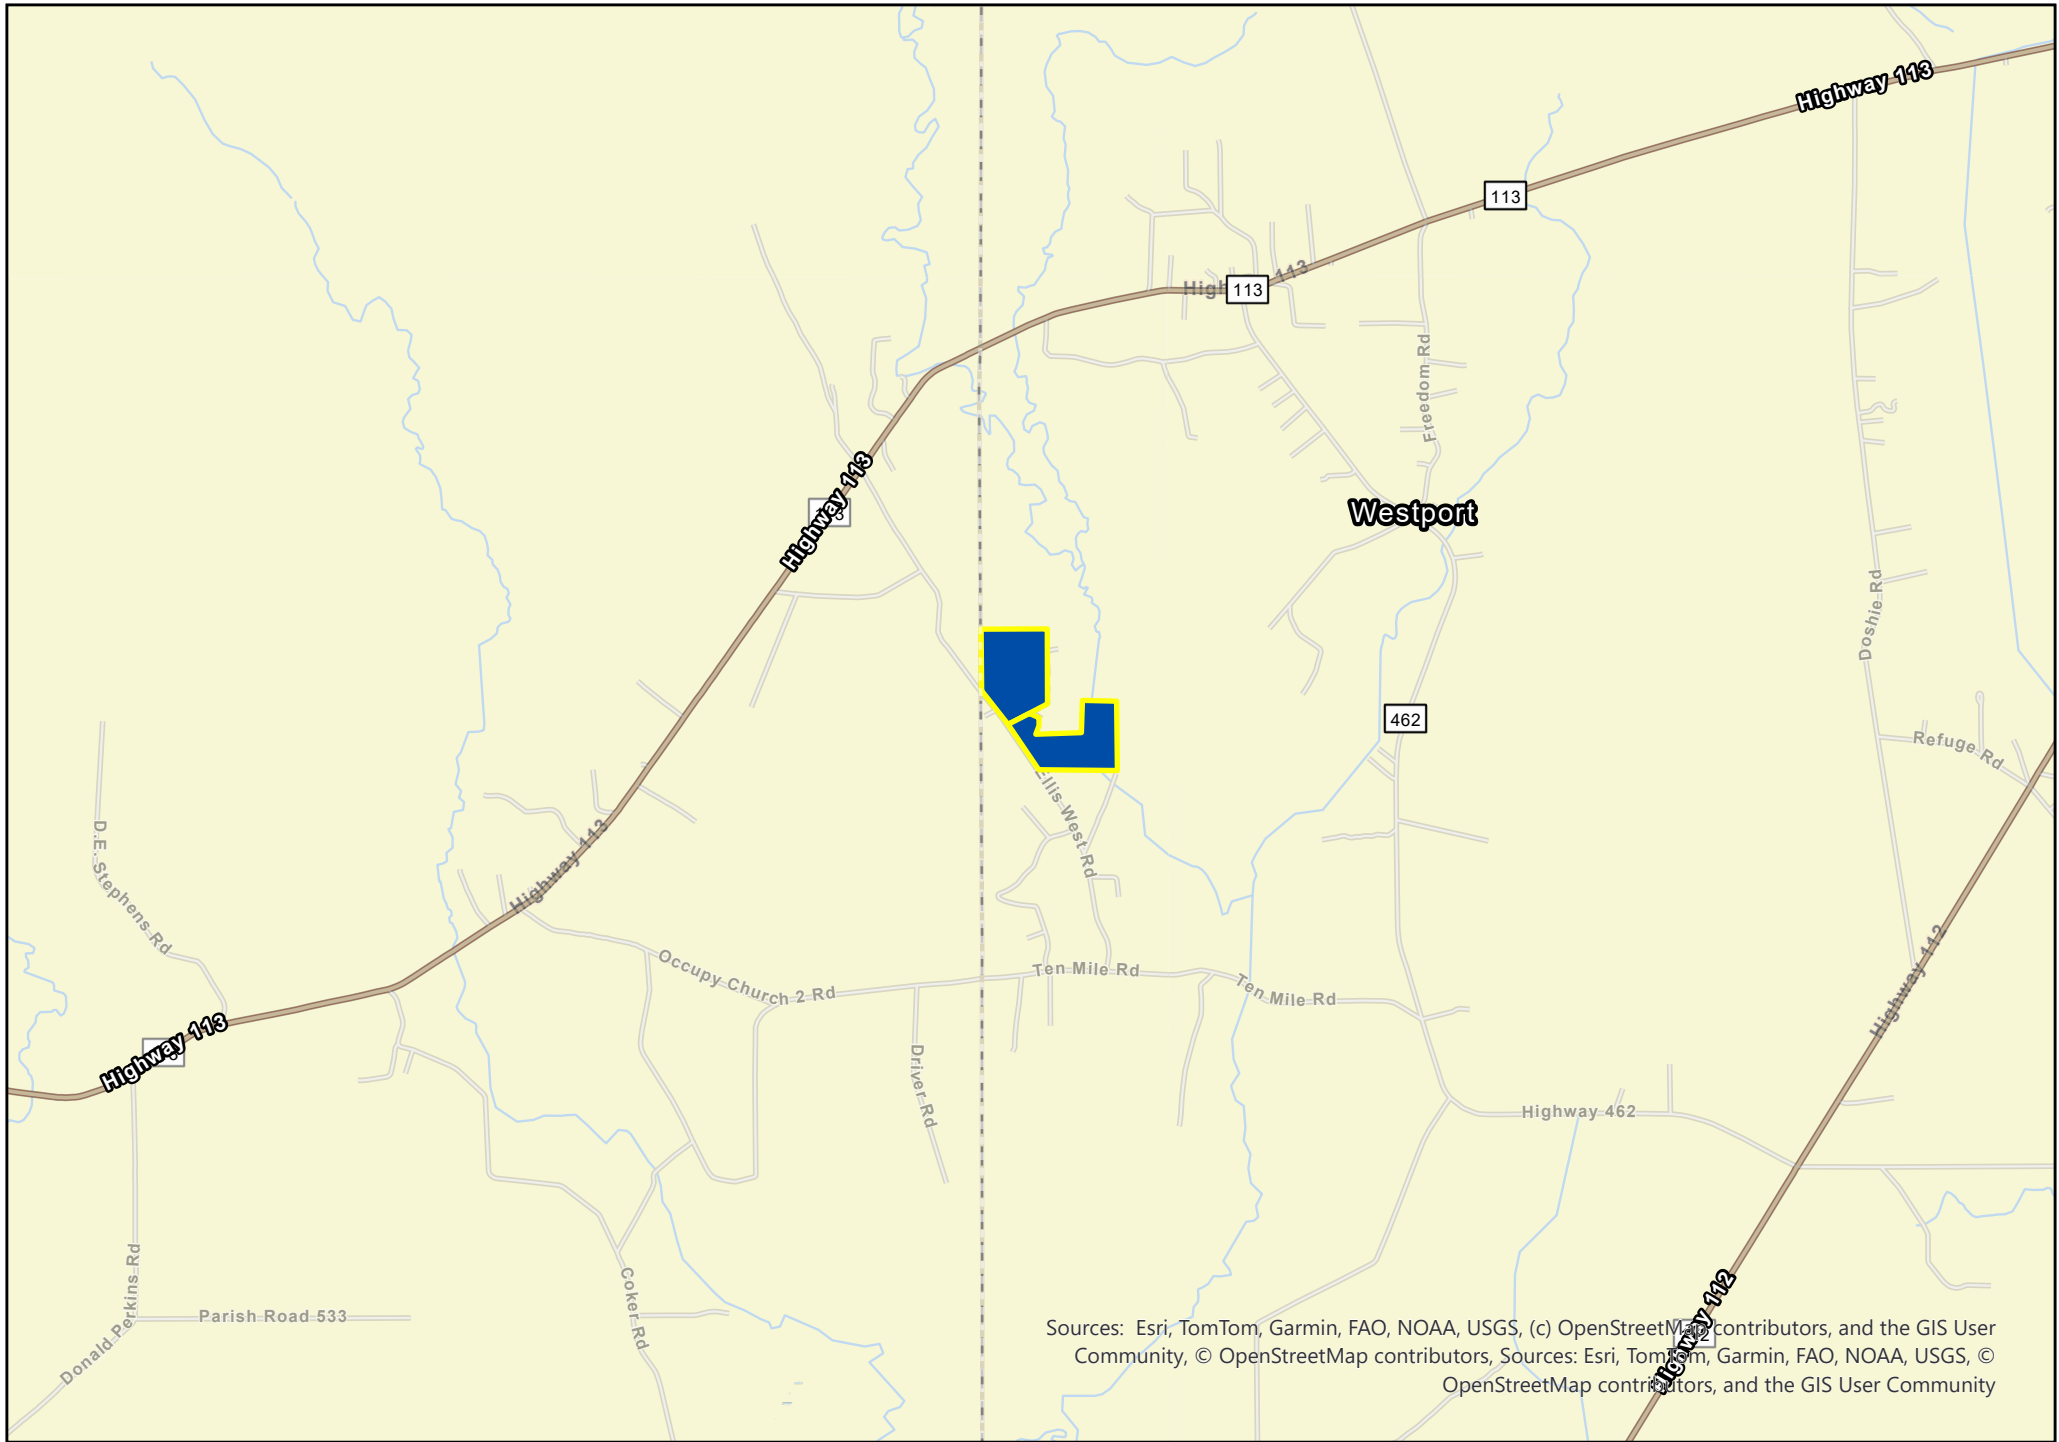 Highway 113
113
Highway 113
113
Freedom Rd
Highway 113
Westport
Doshie Rd
462
Refuge Rd
Ellis West Rd
D.E. Stephens Rd
Highway 113
Highway 112
Occupy Church 2 Rd
Ten Mile Rd
Ten Mile Rd
Highway 113
Driver Rd
Highway 462
Donald Perkins Rd
Parish Road 533
Coker Rd
Highway 112
Sources: Esri, TomTom, Garmin, FAO, NOAA, USGS, (c) OpenStreetMap contributors, and the GIS User
Community, © OpenStreetMap contributors, Sources: Esri, TomTom, Garmin, FAO, NOAA, USGS, ©
OpenStreetMap contributors, and the GIS User Community